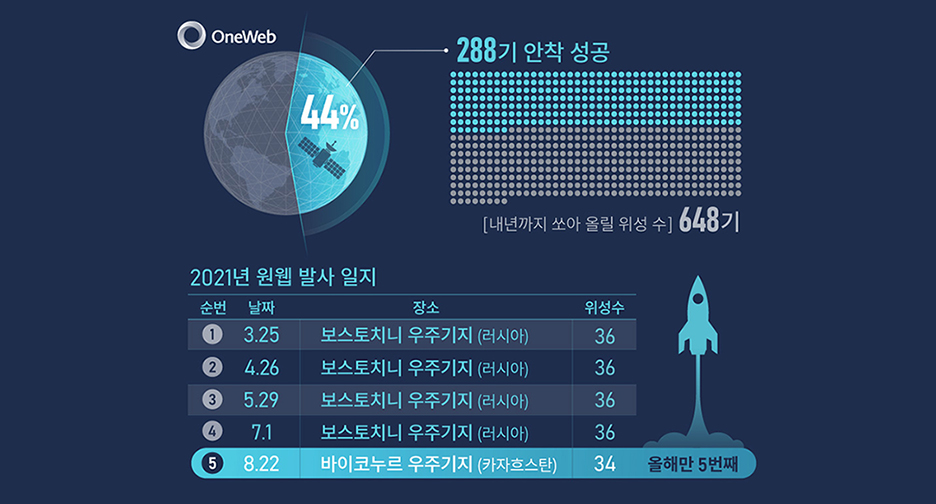 OneWeb
44%
288기 안착 성공
[내년까지 쏘아 올릴 위성 수] 648기
2021년 원웹 발사 일지
순번 날짜 장소 위성수
1 3.25 보스토치니 우주기지 (러시아) 36
2 4.26 보스토치니 우주기지 (러시아) 36
3 5.29 보스토치니 우주기지 (러시아) 36
4 7.1 보스토치니 우주기지 (러시아) 36
5 8.22 바이코누르 우주기지 (카자흐스탄) 34 올해만 5번째